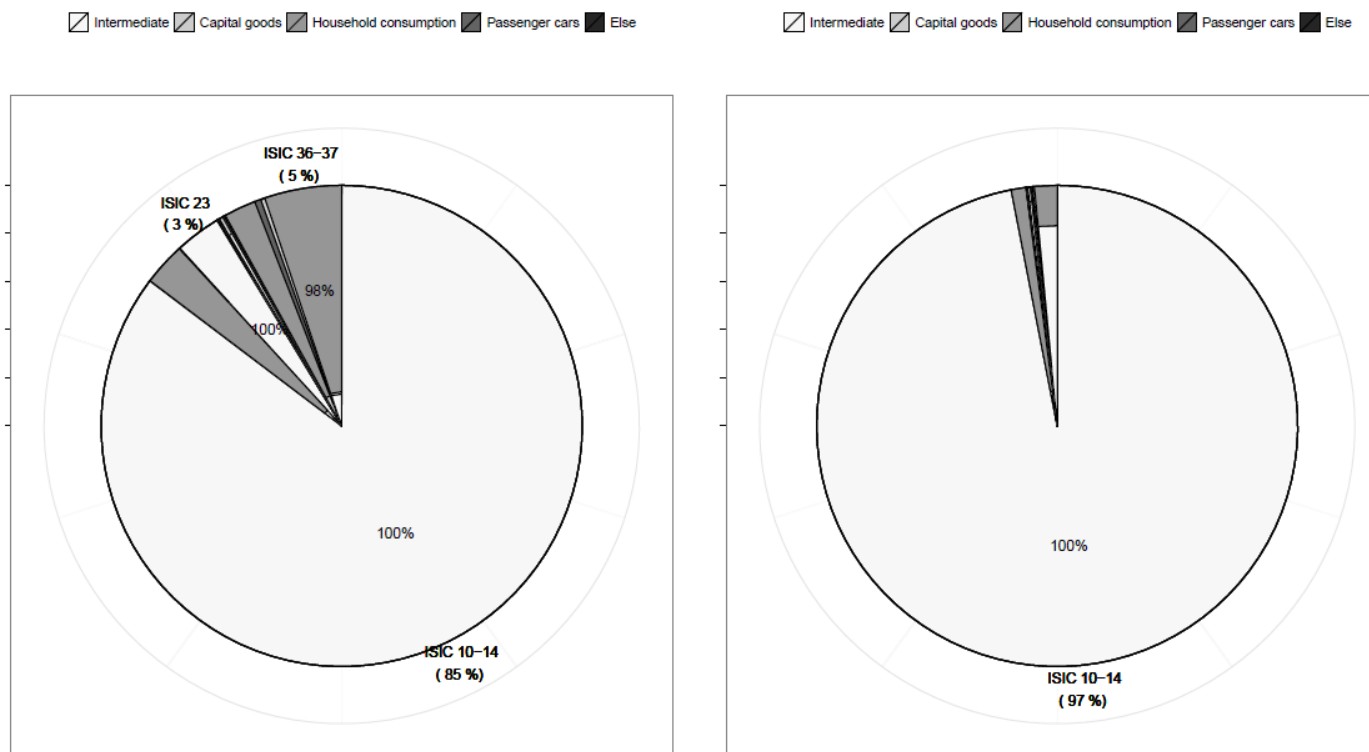 Intermediate Capital goods Household consumption Passenger cars Else
Intermediate Capital goods Household consumption Passenger cars Else
ISIC 36−37
( 5 %)
ISIC 23
( 3 %)
98%
100%
100%
ISIC 10−14
( 85 %)
100%
ISIC 10−14
( 97 %)